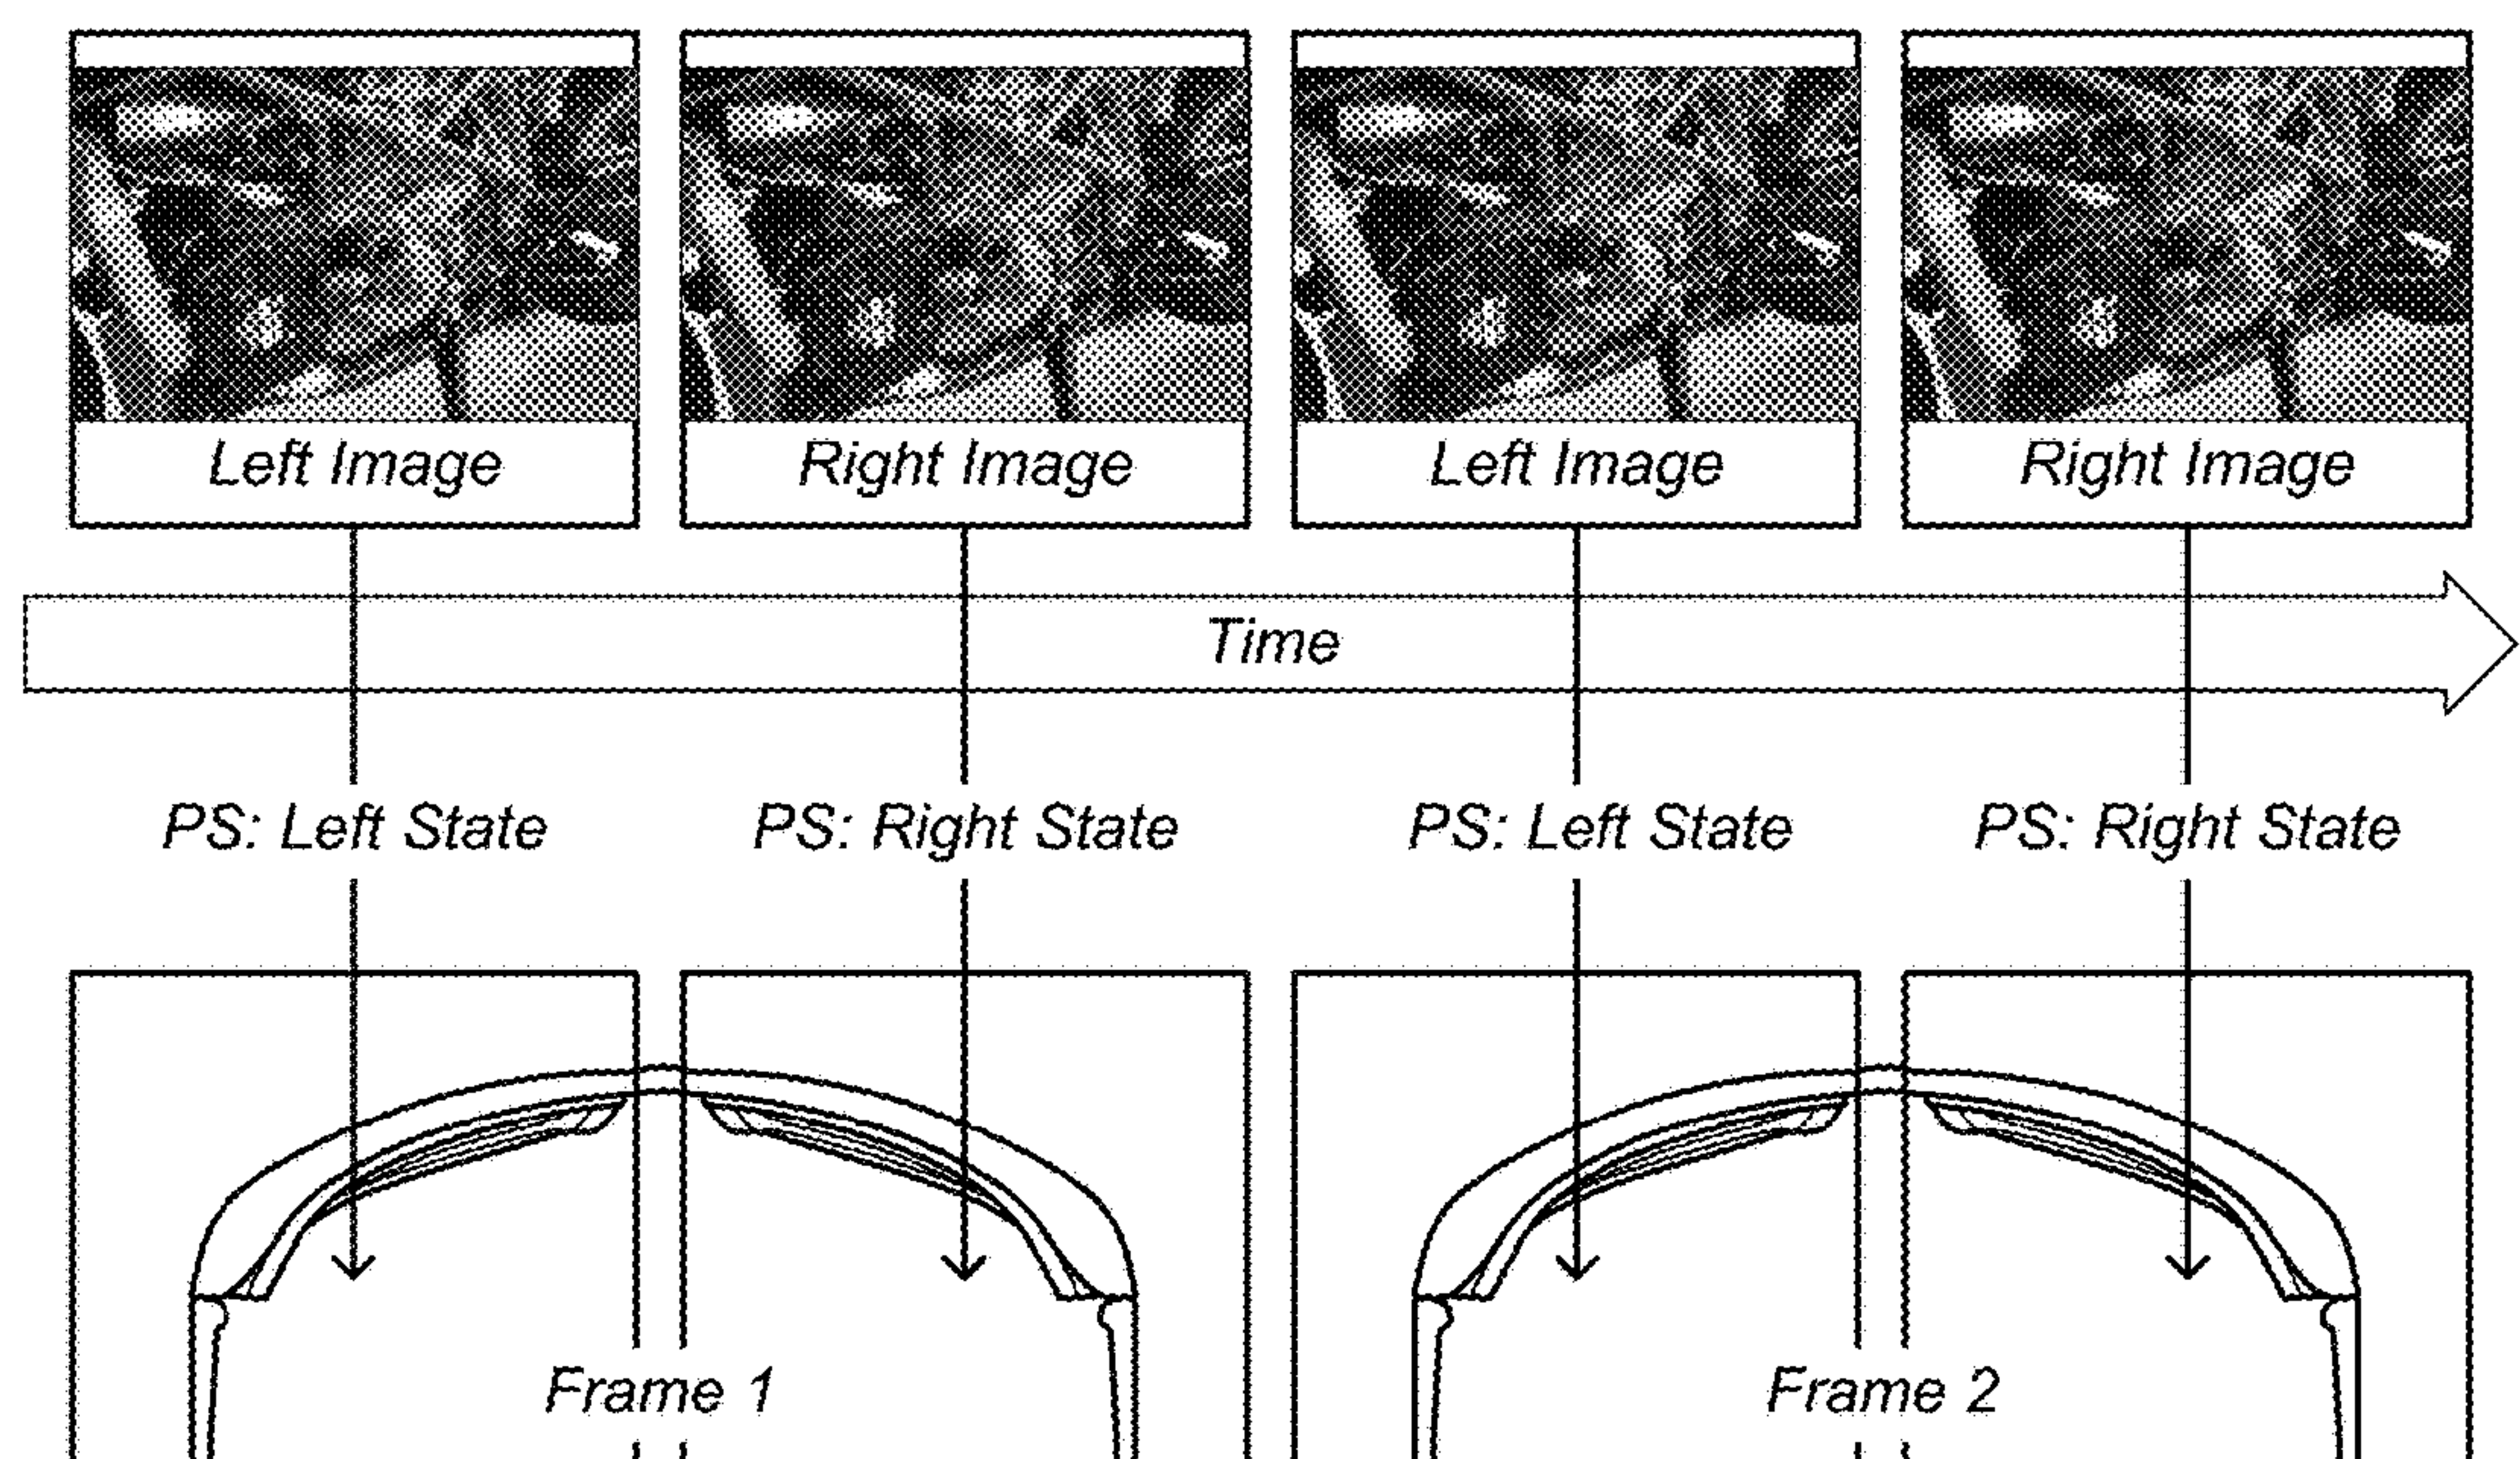 Left Image
Right Image
Left Image
Right Image
Time
PS: Left State
PS: Right State
PS: Left State
PS: Right State
Frame 1
Frame 2